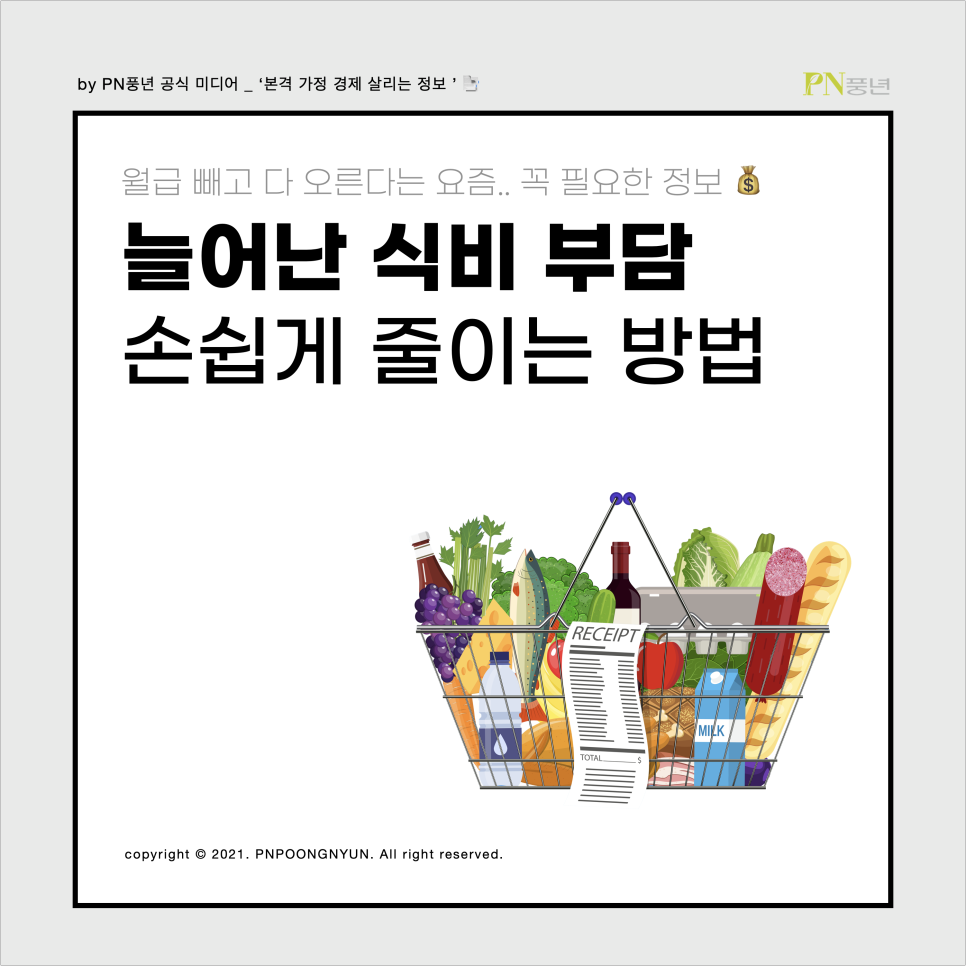 by PN풍년 공식 미디어 _ ‘본격 가정 경제 살리는 정보 ’
PN풍년
월급 빼고 다 오른다는 요즘.. 꼭 필요한 정보
늘어난 식비 부담
손쉽게 줄이는 방법
RECEIPT
MILK
TOTAL $
copyright © 2021. PNPOONGNYUN. All right reserved.